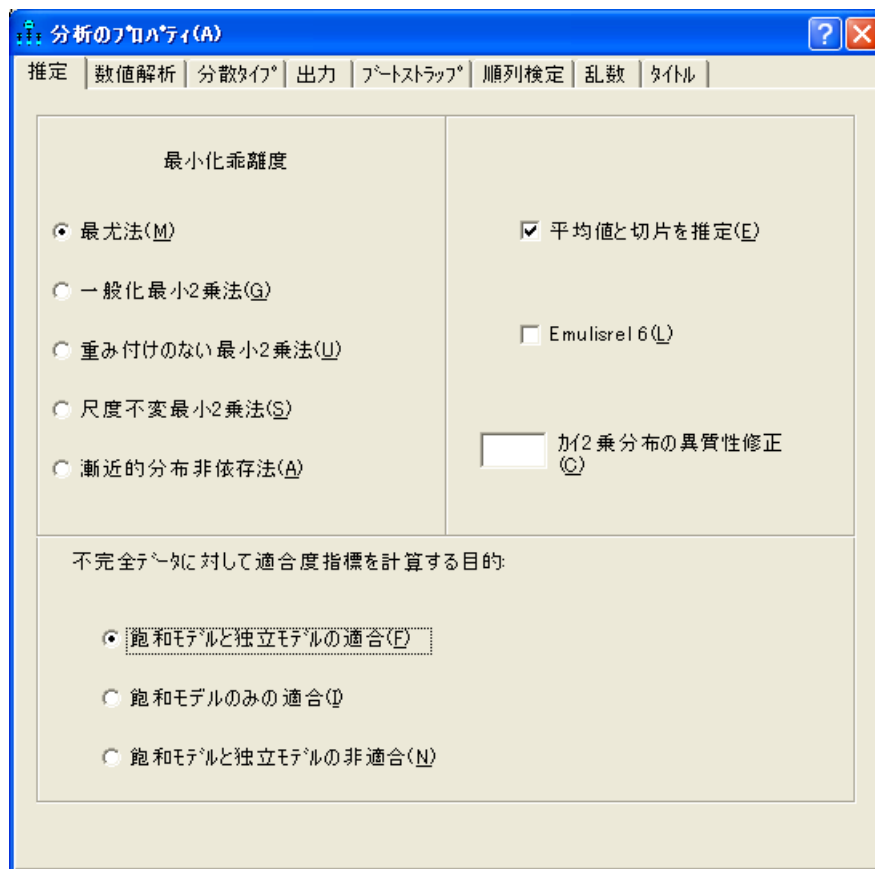 分析のﾌﾟﾛﾊﾟﾃｨ(A)
推定 数値解析 分散ﾀｲﾌﾟ 出力 ﾌﾞｰﾄｽﾄﾗｯﾌﾟ 順列検定 乱数 ﾀｲﾄﾙ
最小化乖離度
最尤法(M)
一般化最小2乗法(G)
重み付けのない最小2乗法(U)
尺度不変最小2乗法(S)
漸近的分布非依存法(A)
平均値と切片を推定(E)
Emulisrel 6(L)
ｶｲ2乗分布の異質性修正
(C)
不完全ﾃﾞｰﾀに対して適合度指標を計算する目的:
飽和ﾓﾃﾞﾙと独立ﾓﾃﾞﾙの適合(F)
飽和モデルのみの適合(I)
飽和ﾓﾃﾞﾙと独立ﾓﾃﾞﾙの非適合(N)